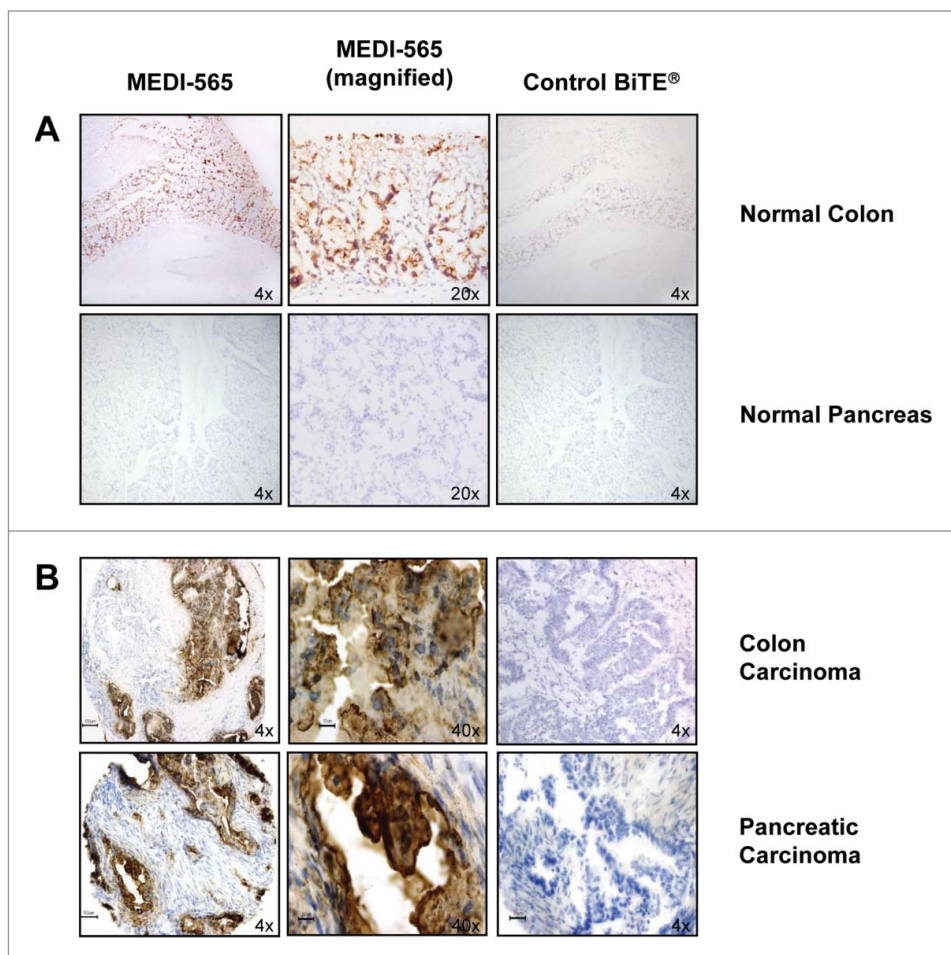 MEDI-565
MEDI-565
(magnified)
Control BiTE®
A
4x
20x
4x
Normal Colon
4x
20x
4x
Normal Pancreas
B
4x
40x
4x
Colon
Carcinoma
4x
40x
4x
Pancreatic
Carcinoma